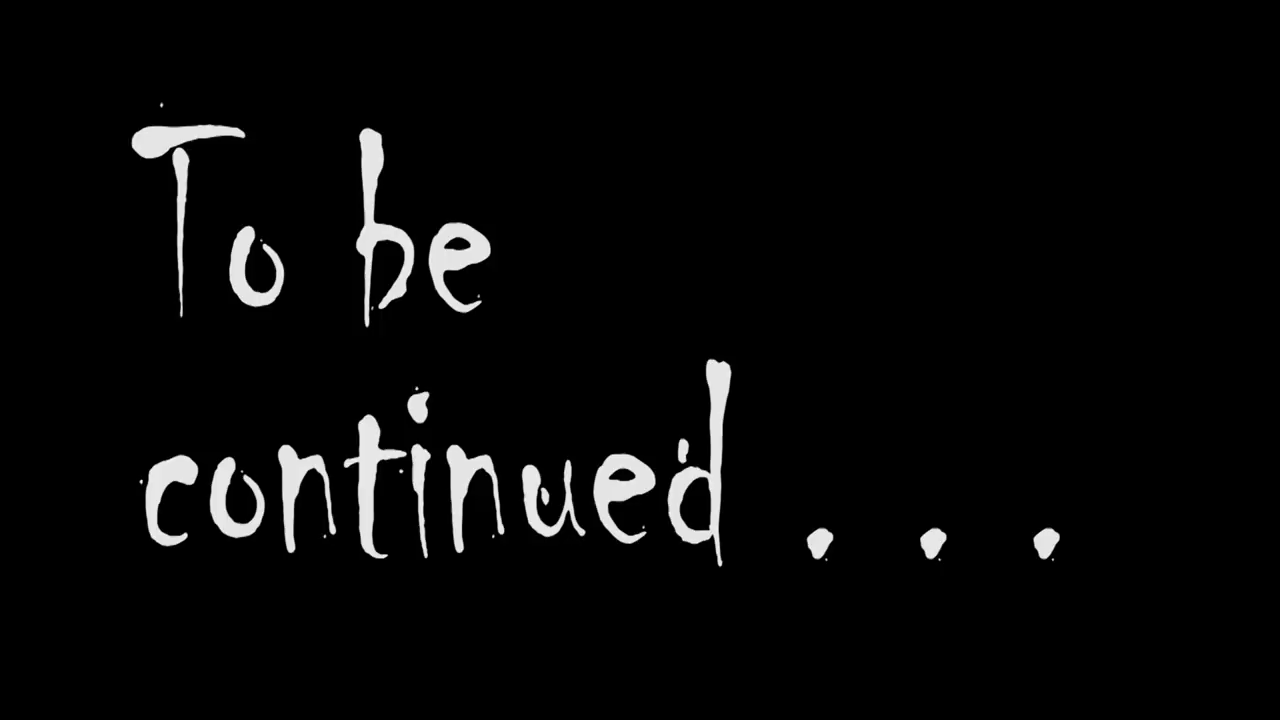 To be
continued . . .